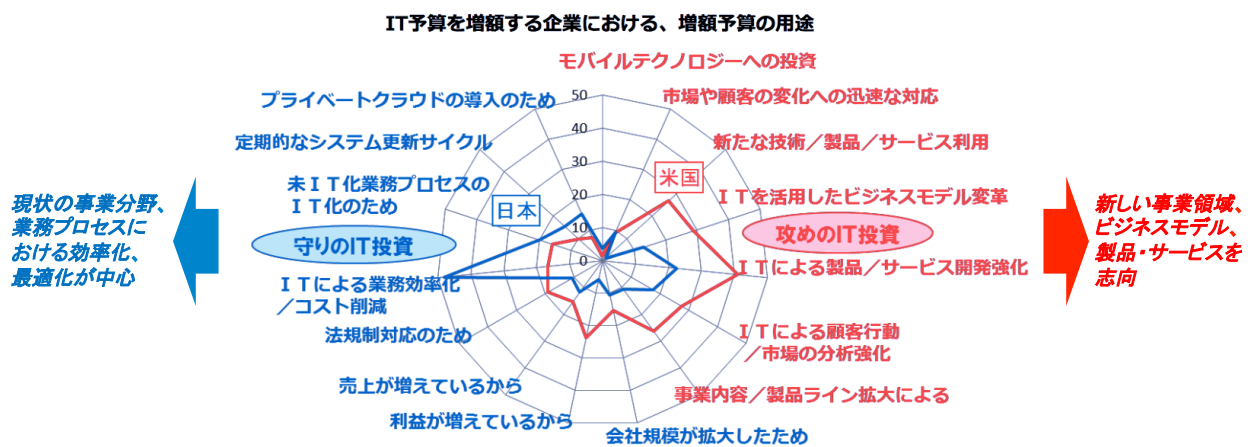 IT予算を増額する企業における、増額予算の用途
モバイルテクノロジーへの投資
プライベートクラウドの導入のため
50
市場や顧客の変化への迅速な対応
定期的なシステム更新サイクル
40
新たな技術／製品／サービス利用
30
未ＩＴ化業務プロセスの
ＩＴ化のため
20
米国
ＩＴを活用したビジネスモデル変革
日本
10
0
現状の事業分野、
業務プロセスに
おける効率化、
最適化が中心
守りのIT投資
攻めのIT投資
新しい事業領域、
ビジネスモデル、
製品・サービスを
志向
ＩＴによる業務効率化
／コスト削減
ＩＴによる製品／サービス開発強化
法規制対応のため
ＩＴによる顧客行動
／市場の分析強化
売上が増えているから
事業内容／製品ライン拡大による
利益が増えているから
会社規模が拡大したため